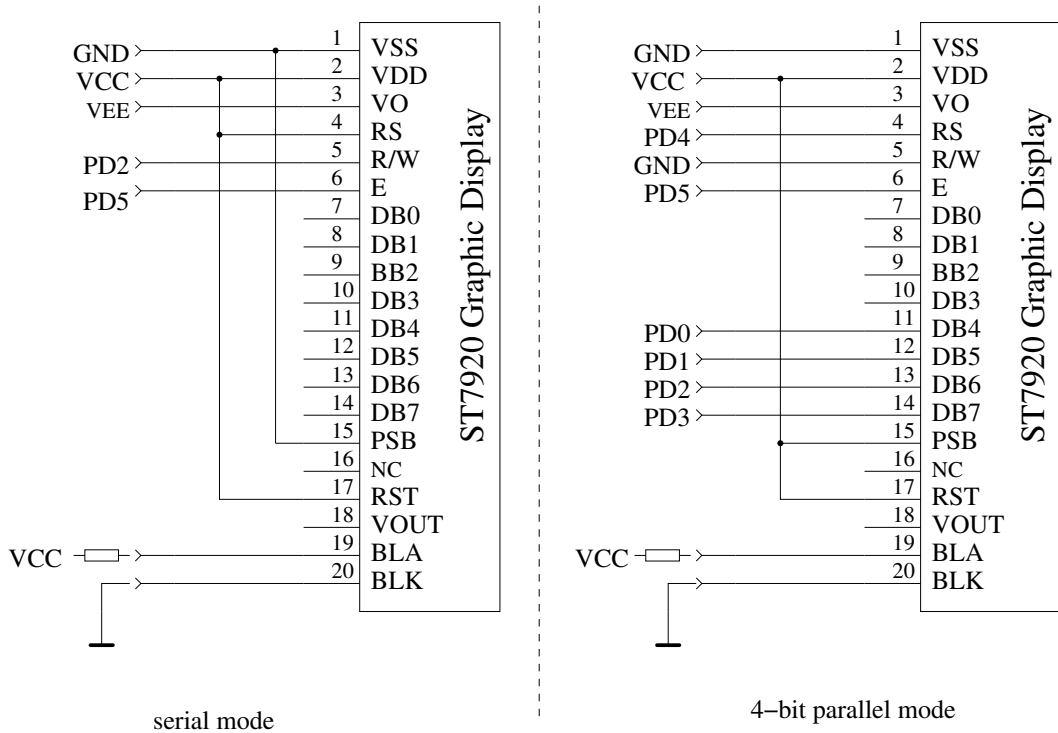 GND 1 VSS
VCC 2 VDD
VEE 3 VO
4 RS
PD2 5 R/W
PD5 6 E
7 DB0
8 DB1
9 BB2
10 DB3
11 DB4
12 DB5
13 DB6
14 DB7
15 PSB
16 NC
17 RST
18 VOUT
VCC 19 BLA
20 BLK
ST7920 Graphic Display
serial mode
GND 1 VSS
VCC 2 VDD
VEE 3 VO
PD4 4 RS
GND 5 R/W
PD5 6 E
7 DB0
8 DB1
9 BB2
10 DB3
PD0 11 DB4
PD1 12 DB5
PD2 13 DB6
PD3 14 DB7
15 PSB
16 NC
17 RST
18 VOUT
VCC 19 BLA
20 BLK
ST7920 Graphic Display
4−bit parallel mode